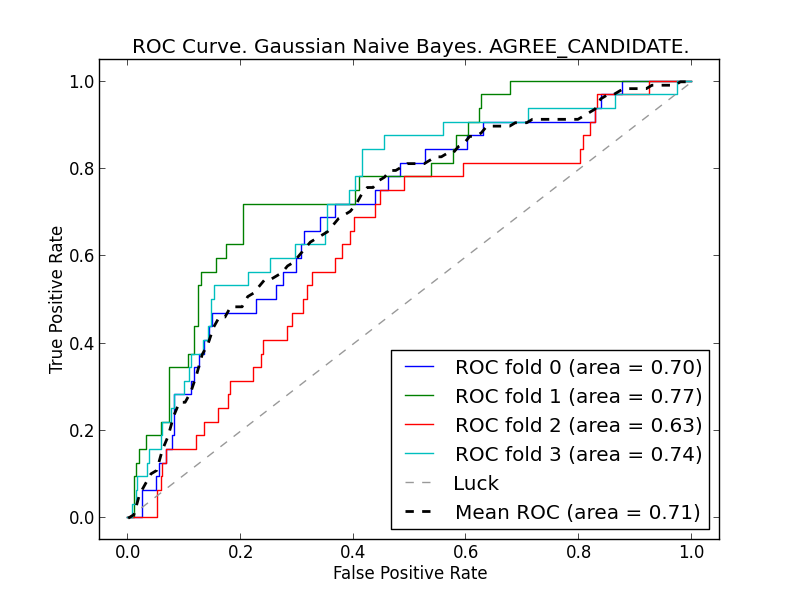 ROC Curve. Gaussian Naive Bayes. AGREE_CANDIDATE.
1.0
0.8
0.6
0.4
0.2
0.0
True Positive Rate
ROC fold 0 (area = 0.70)
ROC fold 1 (area = 0.77)
ROC fold 2 (area = 0.63)
ROC fold 3 (area = 0.74)
Luck
Mean ROC (area = 0.71)
0.0 0.2 0.4 0.6 0.8 1.0
False Positive Rate